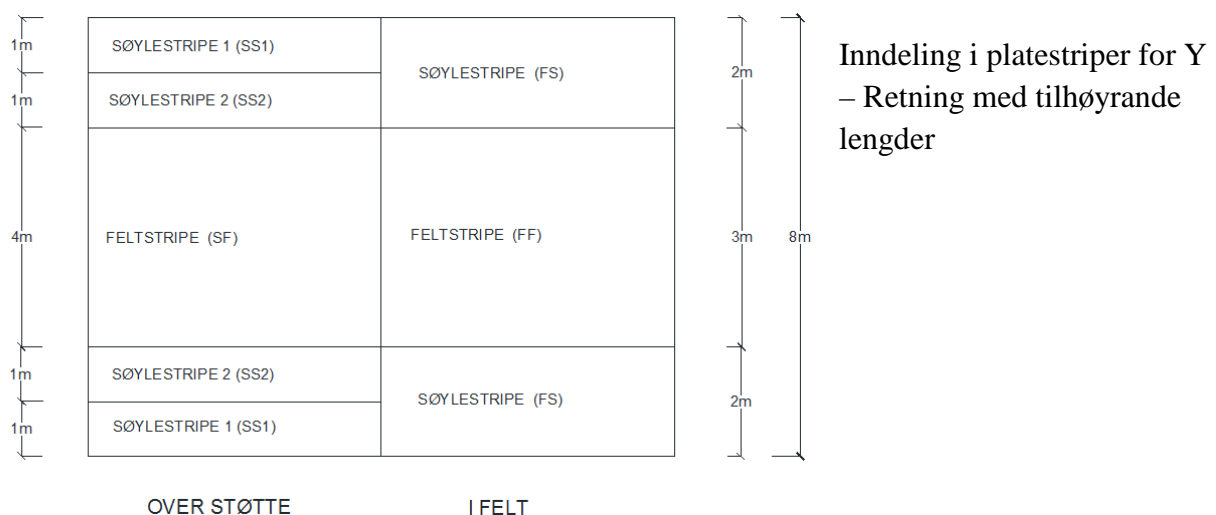 1m
SØYLESTRIPE 1 (SS1)
SØYLESTRIPE (FS)
2m
Inndeling i platestriper for Y
– Retning med tilhøyrande
lengder
1m
SØYLESTRIPE 2 (SS2)
4m
FELTSTRIPE (SF)
FELTSTRIPE (FF)
3m
8m
1m
SØYLESTRIPE 2 (SS2)
SØYLESTRIPE (FS)
2m
1m
SØYLESTRIPE 1 (SS1)
OVER STØTTE
I FELT